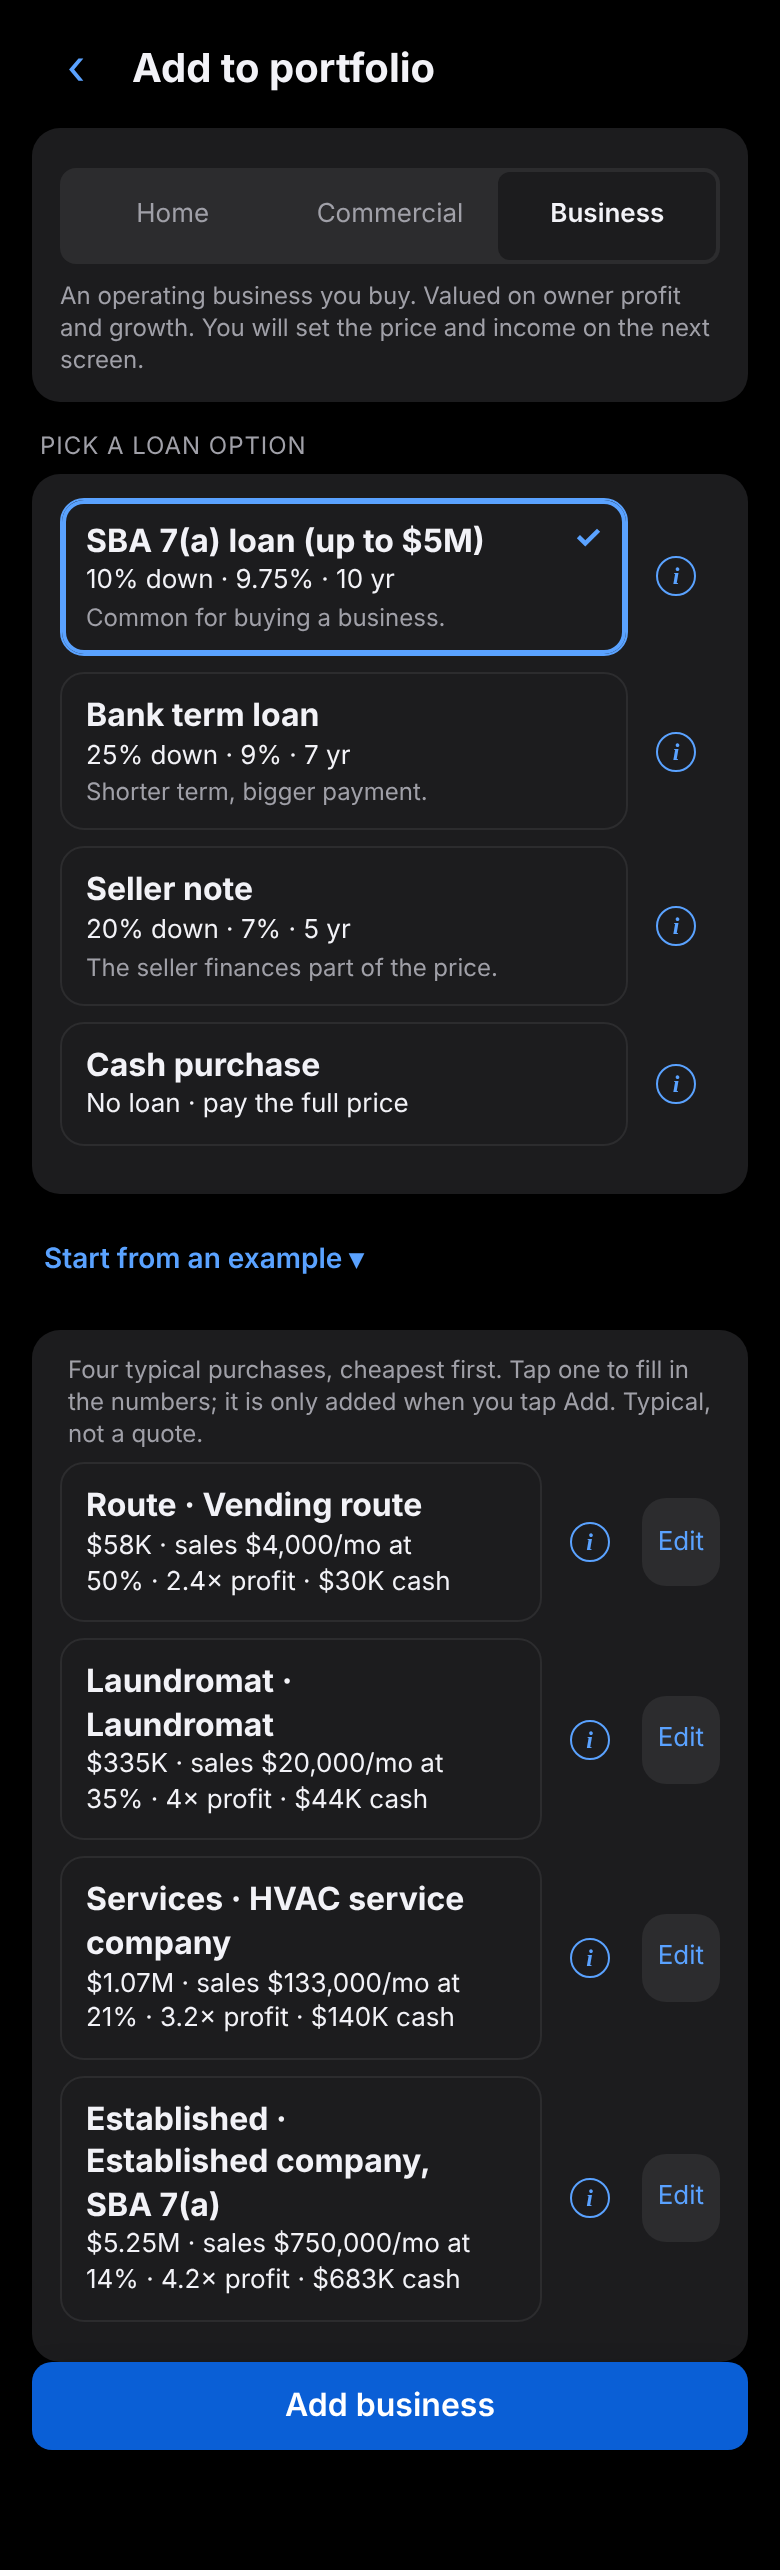 ‹ Add to portfolio
Home Commercial Business
An operating business you buy. Valued on owner profit
and growth. You will set the price and income on the next
screen.
PICK A LOAN OPTION
SBA 7(a) loan (up to $5M) ✓
10% down · 9.75% · 10 yr
Common for buying a business.
i
Bank term loan
25% down · 9% · 7 yr
Shorter term, bigger payment.
i
Seller note
20% down · 7% · 5 yr
The seller finances part of the price.
i
Cash purchase
No loan · pay the full price
i
Start from an example ▾
Four typical purchases, cheapest first. Tap one to fill in
the numbers; it is only added when you tap Add. Typical,
not a quote.
Route · Vending route
$58K · sales $4,000/mo at
50% · 2.4× profit · $30K cash
i
Edit
Laundromat ·
Laundromat
$335K · sales $20,000/mo at
35% · 4× profit · $44K cash
i
Edit
Services · HVAC service
company
$1.07M · sales $133,000/mo at
21% · 3.2× profit · $140K cash
i
Edit
Established ·
Established company,
SBA 7(a)
$5.25M · sales $750,000/mo at
14% · 4.2× profit · $683K cash
i
Edit
Add business